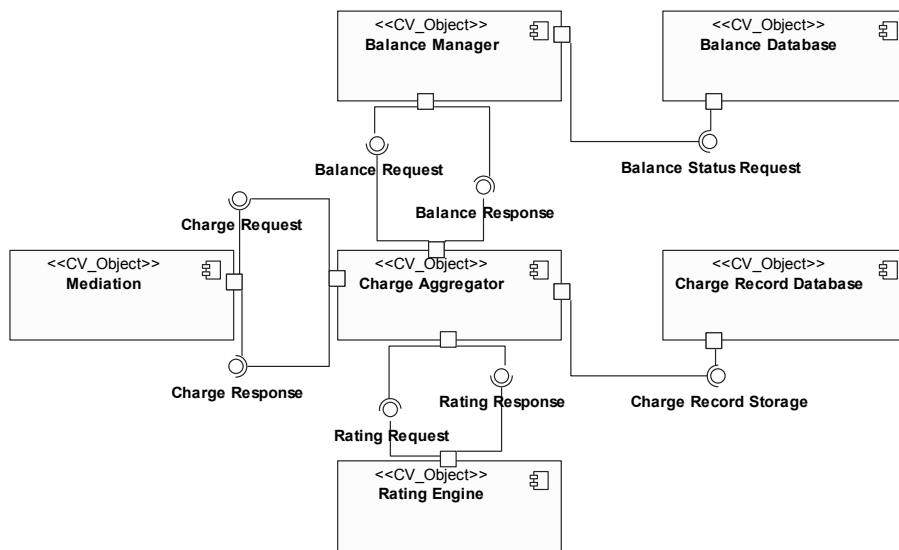 <<CV_Object>>
Balance Manager
<<CV_Object>>
Balance Database
Balance Request
Balance Status Request
Balance Response
Charge Request
<<CV_Object>>
Mediation
<<CV_Object>>
Charge Aggregator
<<CV_Object>>
Charge Record Database
Charge Response
Rating Response
Charge Record Storage
Rating Request
<<CV_Object>>
Rating Engine